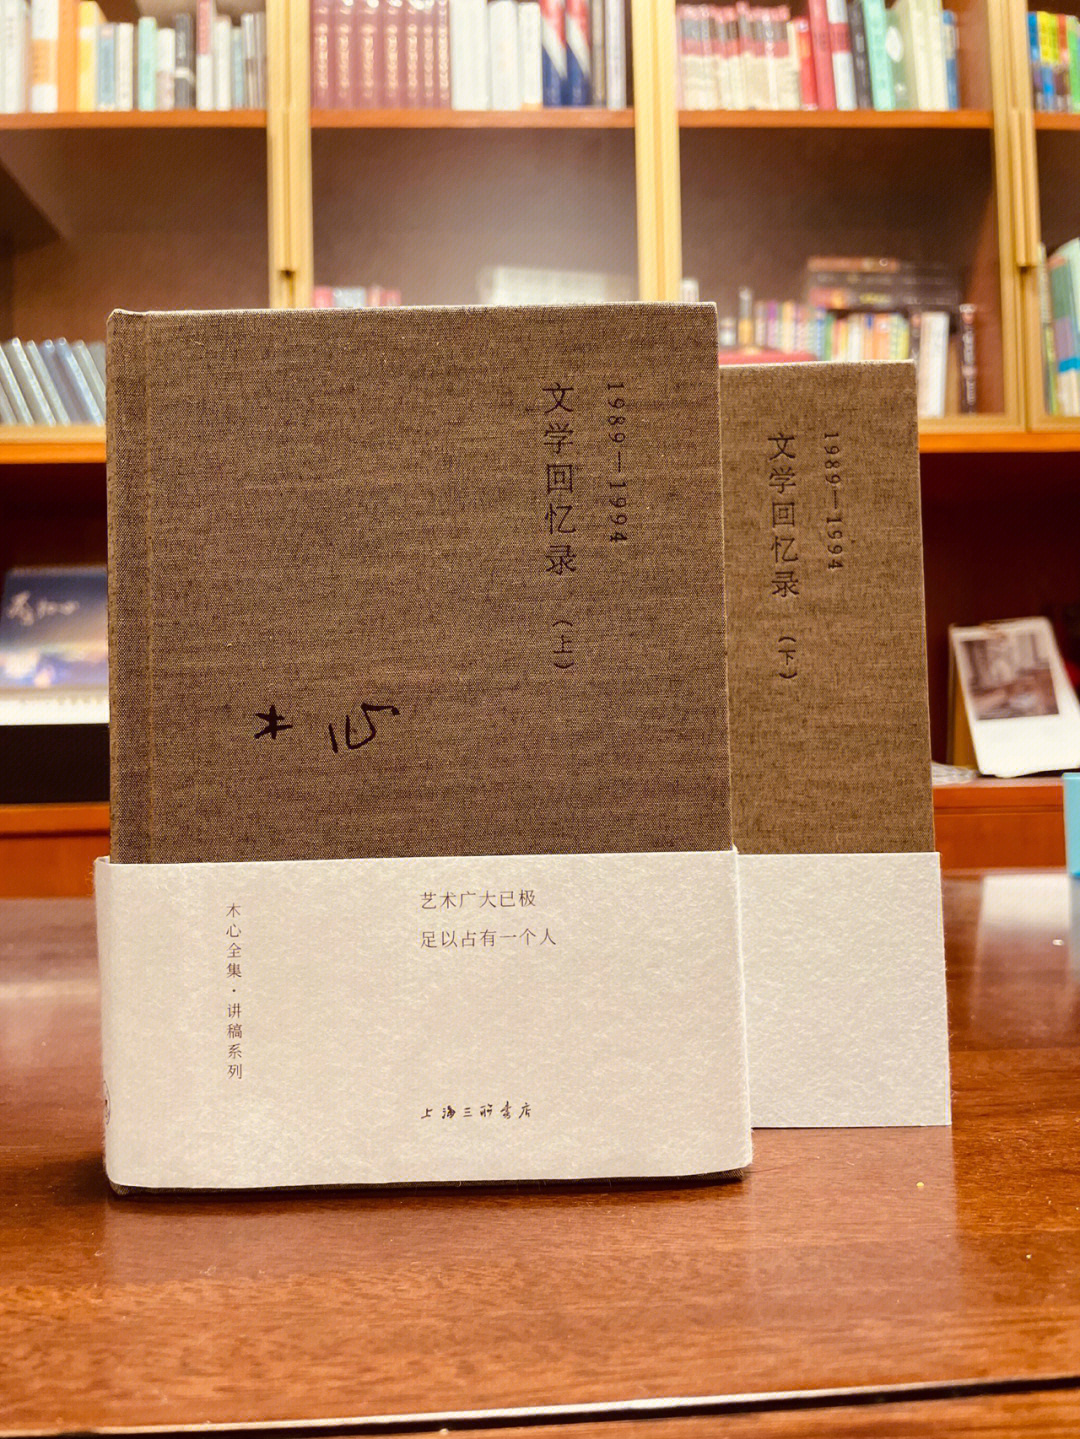 1989—1994
文学回忆录（上）
木心
艺术广大已极
足以占有一个人
木心全集·讲稿系列
上海三联书店
1989—1994
文学回忆录（下）